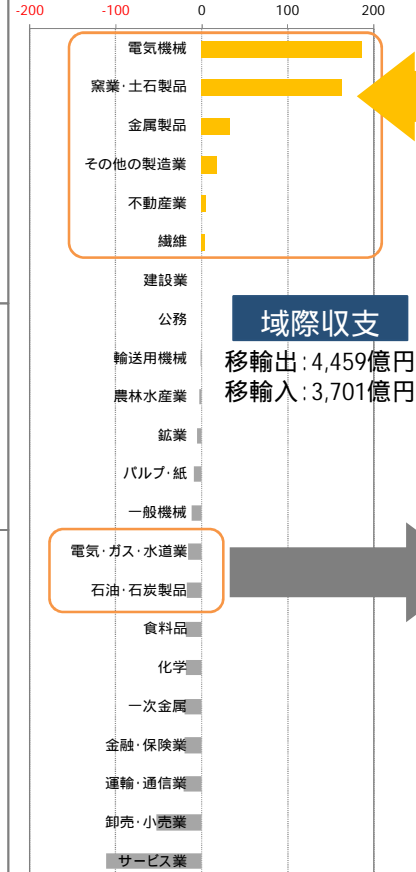 -200 -100 0 100 200
電気機械
窯業・土石製品
金属製品
その他の製造業
不動産業
繊維
建設業
公務
域際収支
輸送用機械
移輸出：4,459億円
農林水産業
移輸入：3,701億円
鉱業
パルプ・紙
一般機械
電気・ガス・水道業
石油・石炭製品
食料品
化学
一次金属
金融・保険業
運輸・通信業
卸売・小売業
サービス業